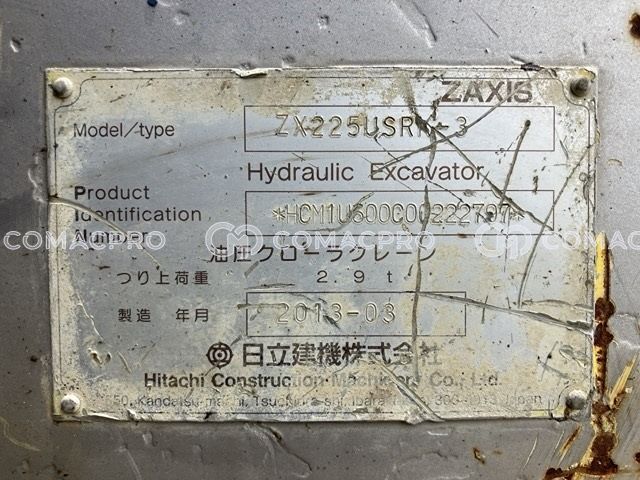 ZAXIS
Model/type ZX225USRK-3
Hydraulic Excavator
Product
Identification
Number
油圧クローラクレーン
つり上荷重 2.9 t
製造 年月 2013-03
日立建機株式会社
Hitachi Construction Machinery Co., Ltd.
COMACPRO COMACPRO COMACPRO